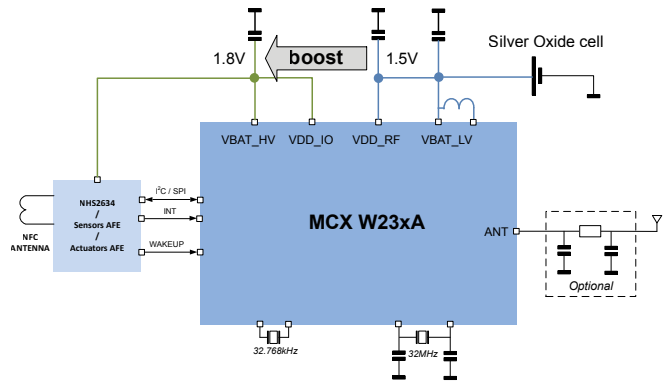 Silver Oxide cell
1.8V
boost
1.5V
VBAT_HV
VDD_IO
VDD_RF
VBAT_LV
NHS2634
/
Sensors AFE
/
Actuators AFE
NFC
ANTENNA
I²C / SPI
INT
WAKEUP
MCX W23xA
ANT
Optional
32.768kHz
32MHz